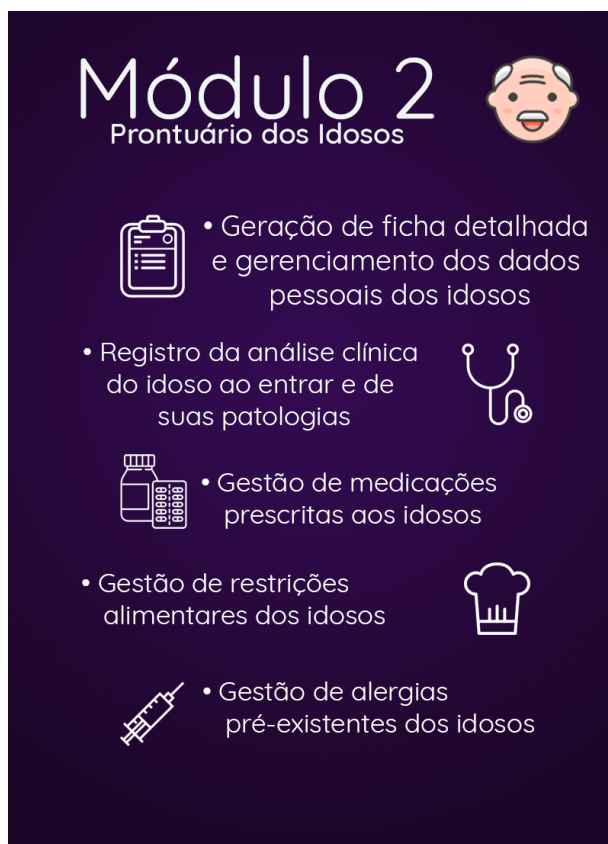 Módulo 2
Prontuário dos Idosos
• Geração de ficha detalhada
e gerenciamento dos dados
pessoais dos idosos
• Registro da análise clínica
do idoso ao entrar e de
suas patologias
• Gestão de medicações
prescritas aos idosos
• Gestão de restrições
alimentares dos idosos
• Gestão de alergias
pré-existentes dos idosos